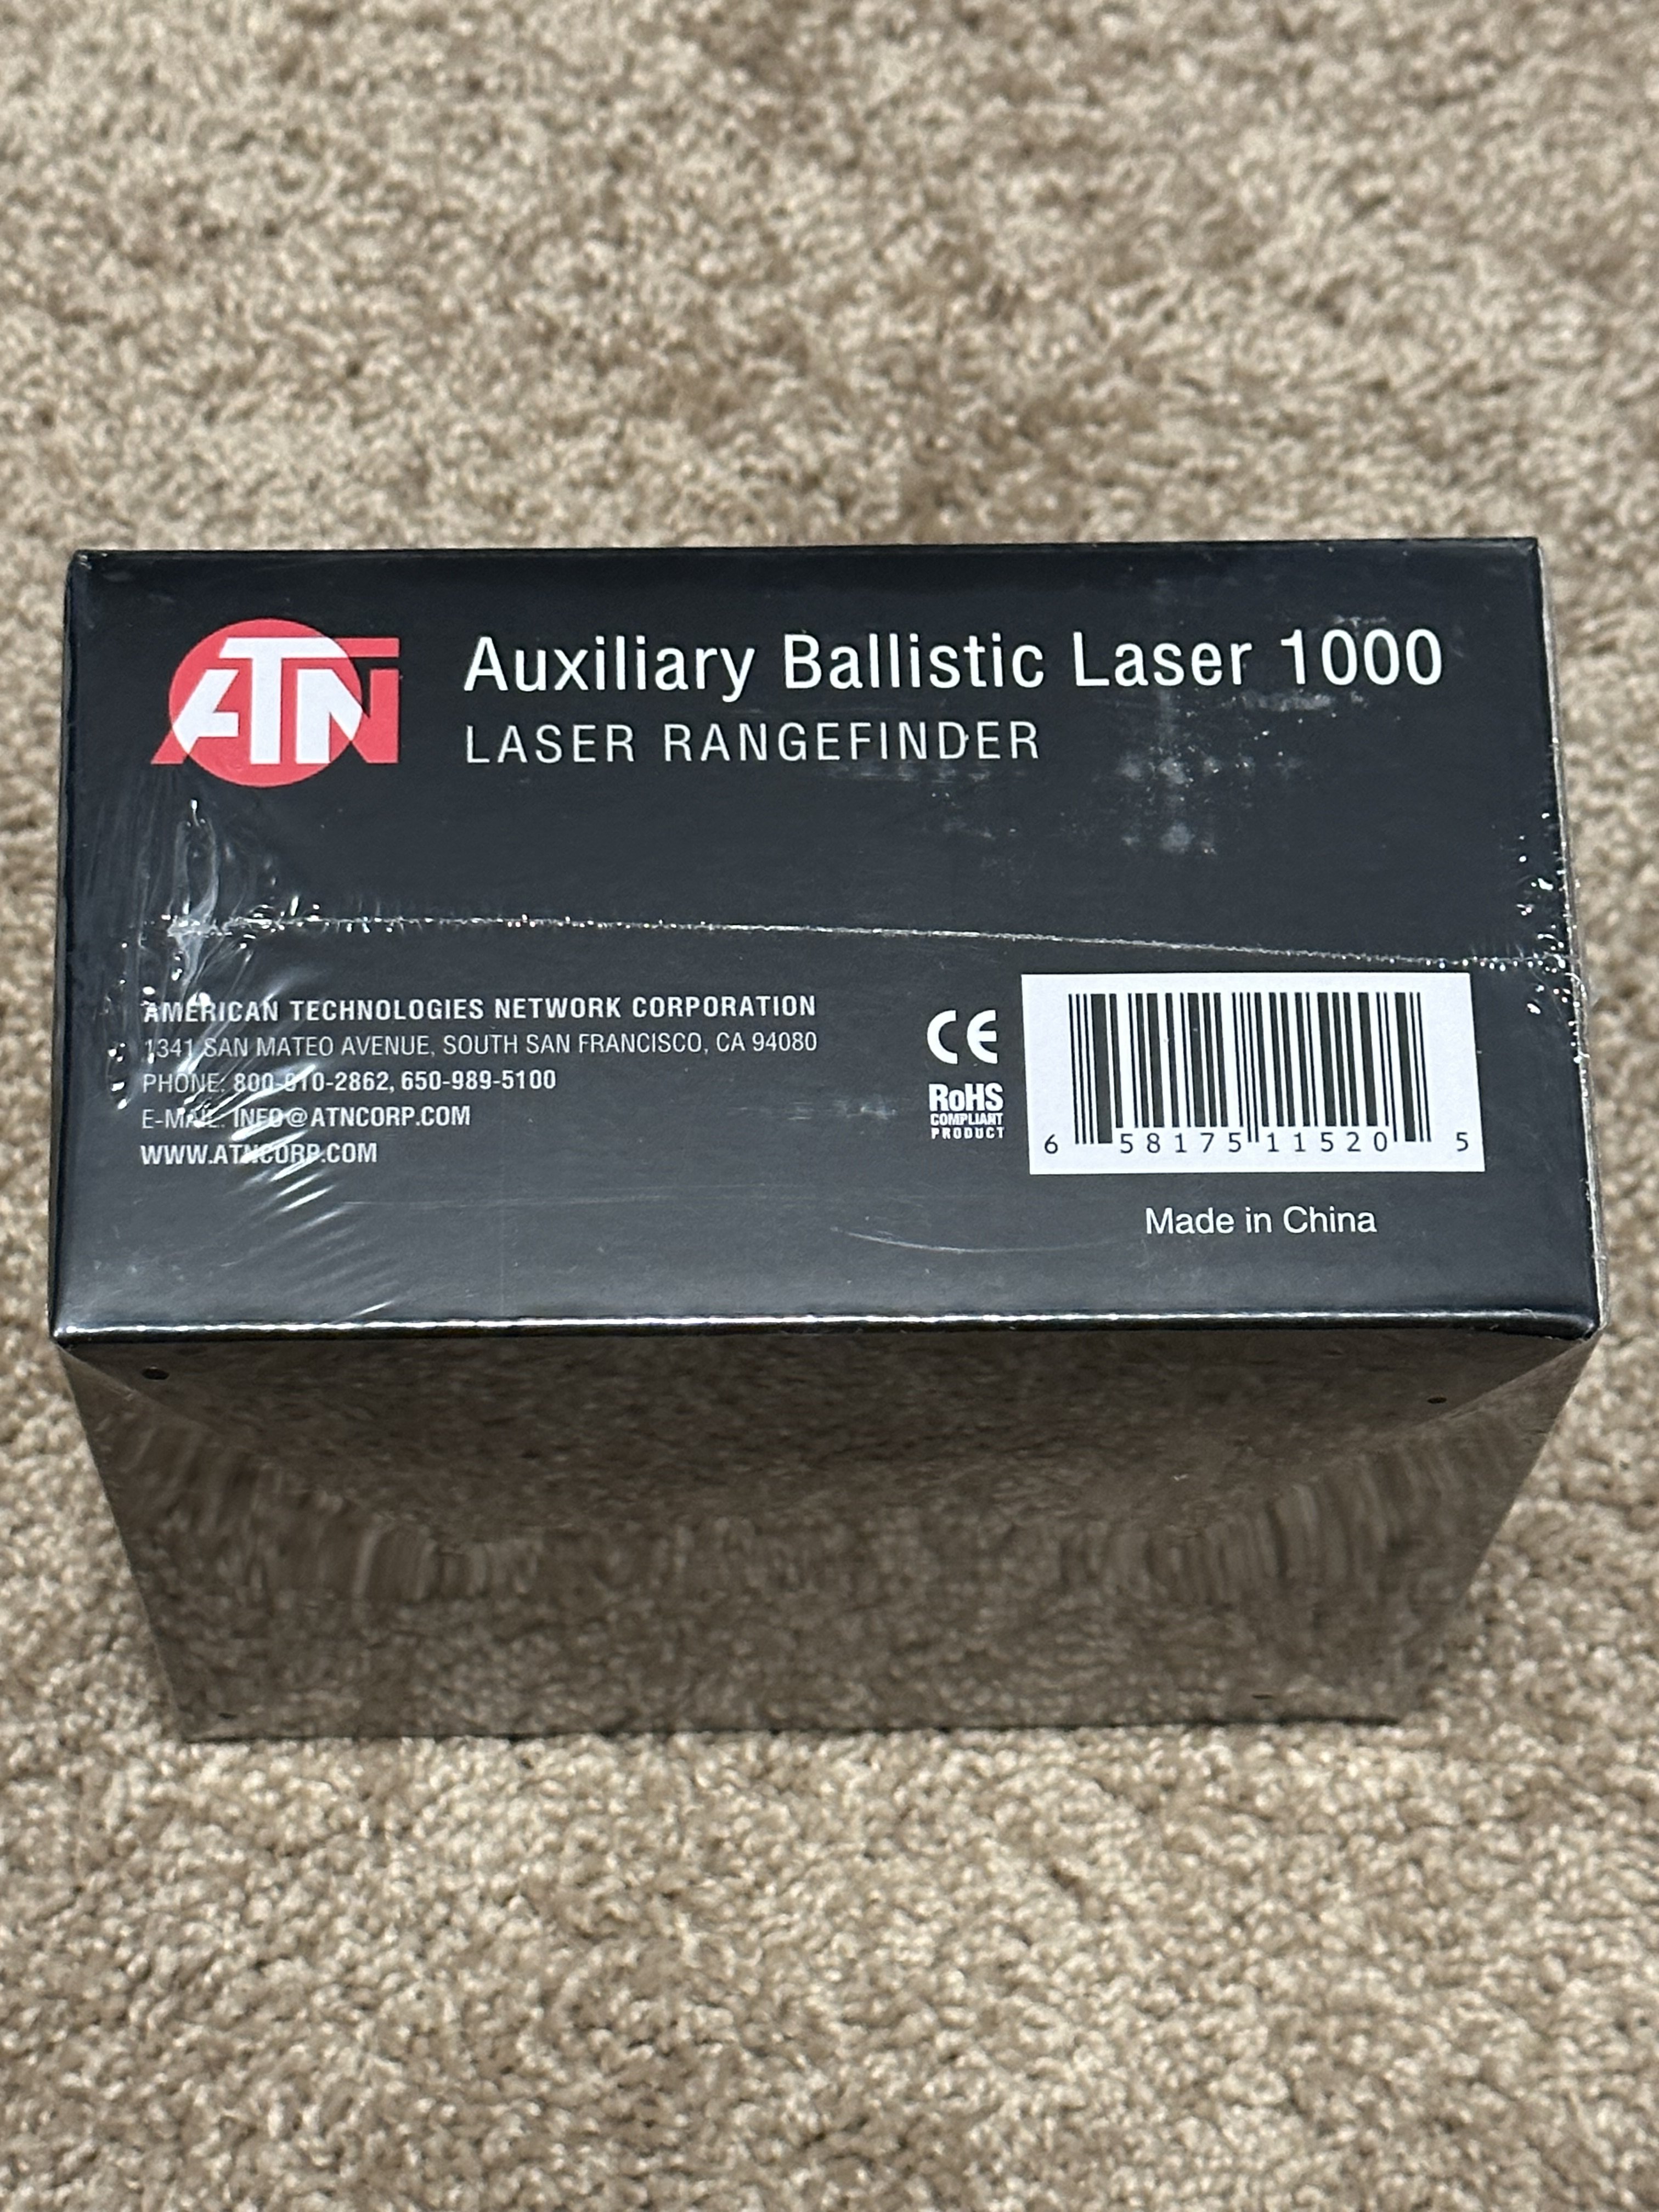 ATN
Auxiliary Ballistic Laser 1000
LASER RANGEFINDER
AMERICAN TECHNOLOGIES NETWORK CORPORATION
1341 SAN MATEO AVENUE, SOUTH SAN FRANCISCO, CA 94080
PHONE: 800-910-2862, 650-989-5100
E-MAIL: INFO@ATNCORP.COM
WWW.ATNCORP.COM
CE
RoHS
COMPLIANT
PRODUCT
6 58175 11520 5
Made in China